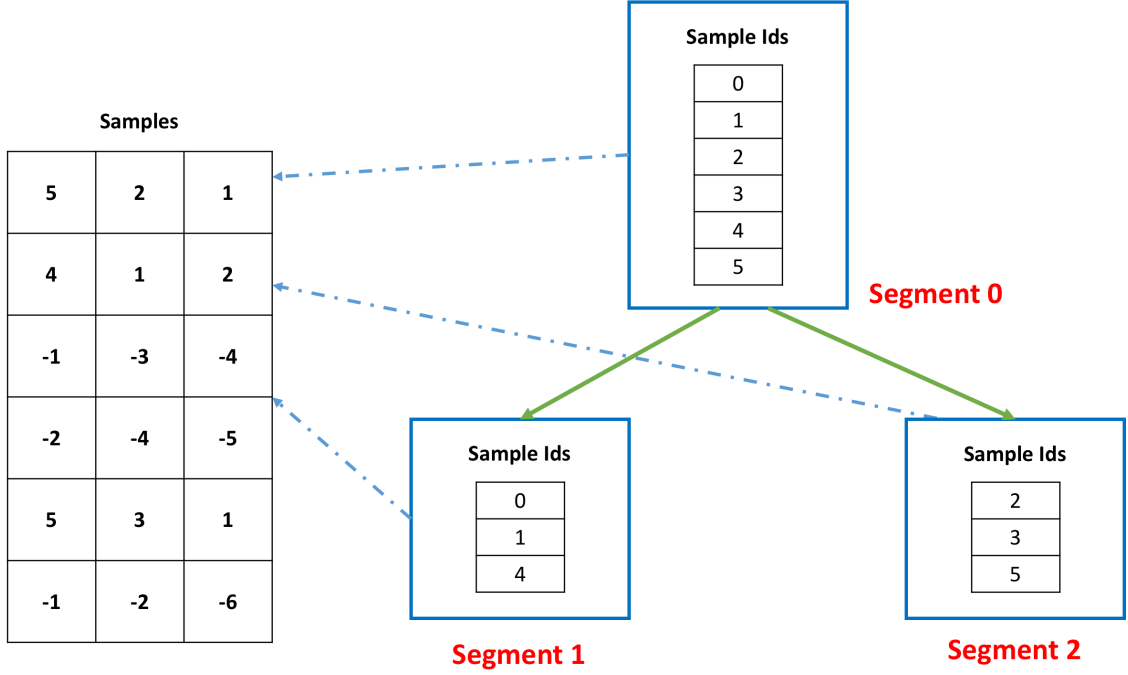 Samples
5 2 1
4 1 2
-1 -3 -4
-2 -4 -5
5 3 1
-1 -2 -6
Sample Ids
0
1
2
3
4
5
Segment 0
Sample Ids
0
1
4
Segment 1
Sample Ids
2
3
5
Segment 2